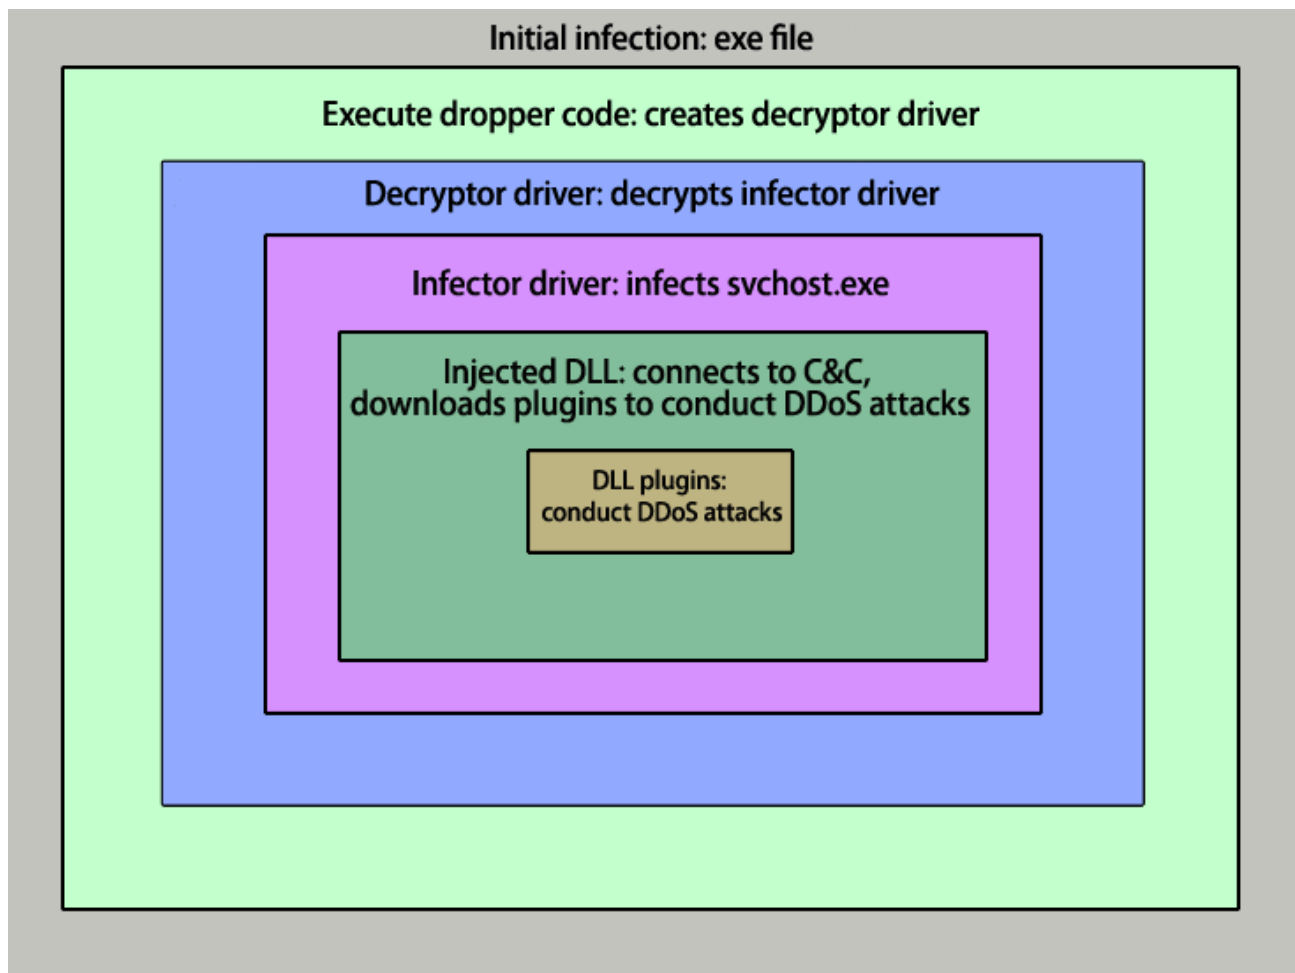 Initial infection: exe file
Execute dropper code: creates decryptor driver
Decryptor driver: decrypts infector driver
Infector driver: infects svchost.exe
Injected DLL: connects to C&C,
downloads plugins to conduct DDoS attacks
DLL plugins:
conduct DDoS attacks